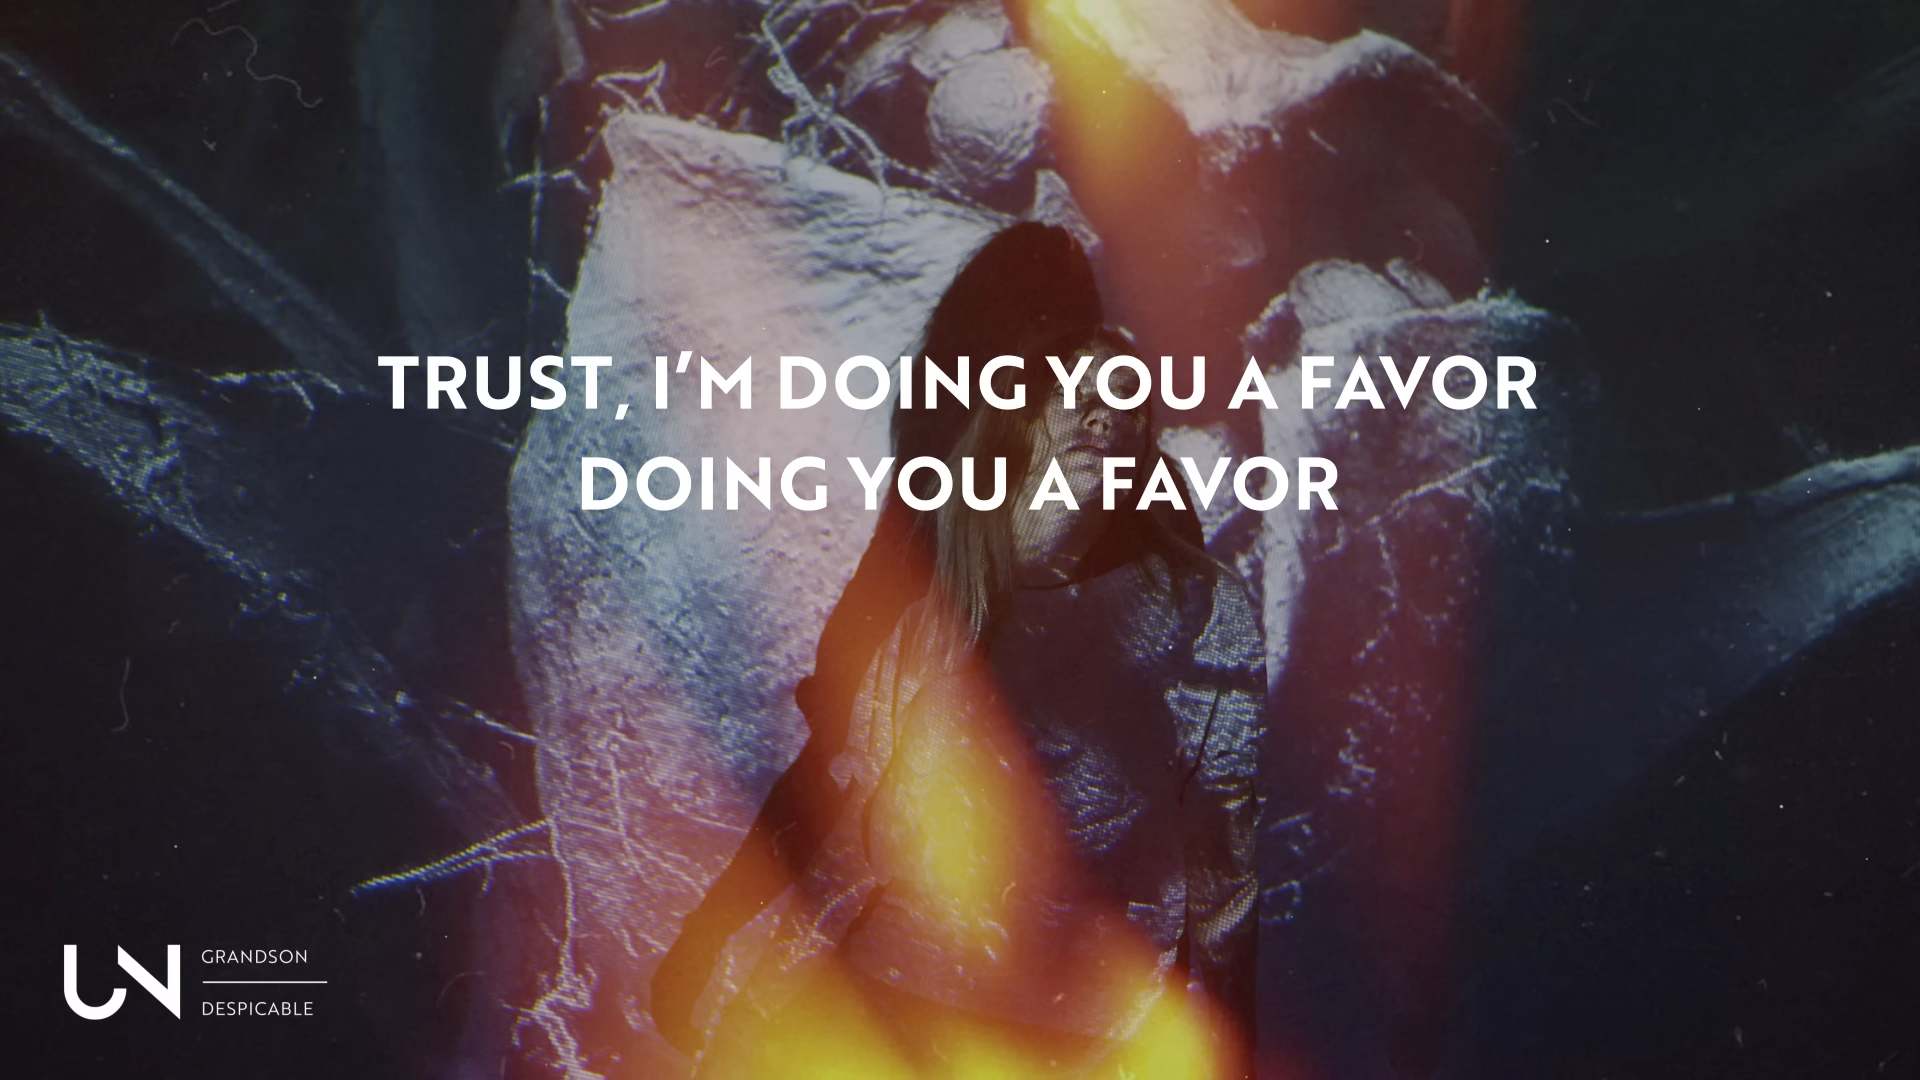 TRUST, I'M DOING YOU A FAVOR
DOING YOU A FAVOR
UN
GRANDSON
DESPICABLE